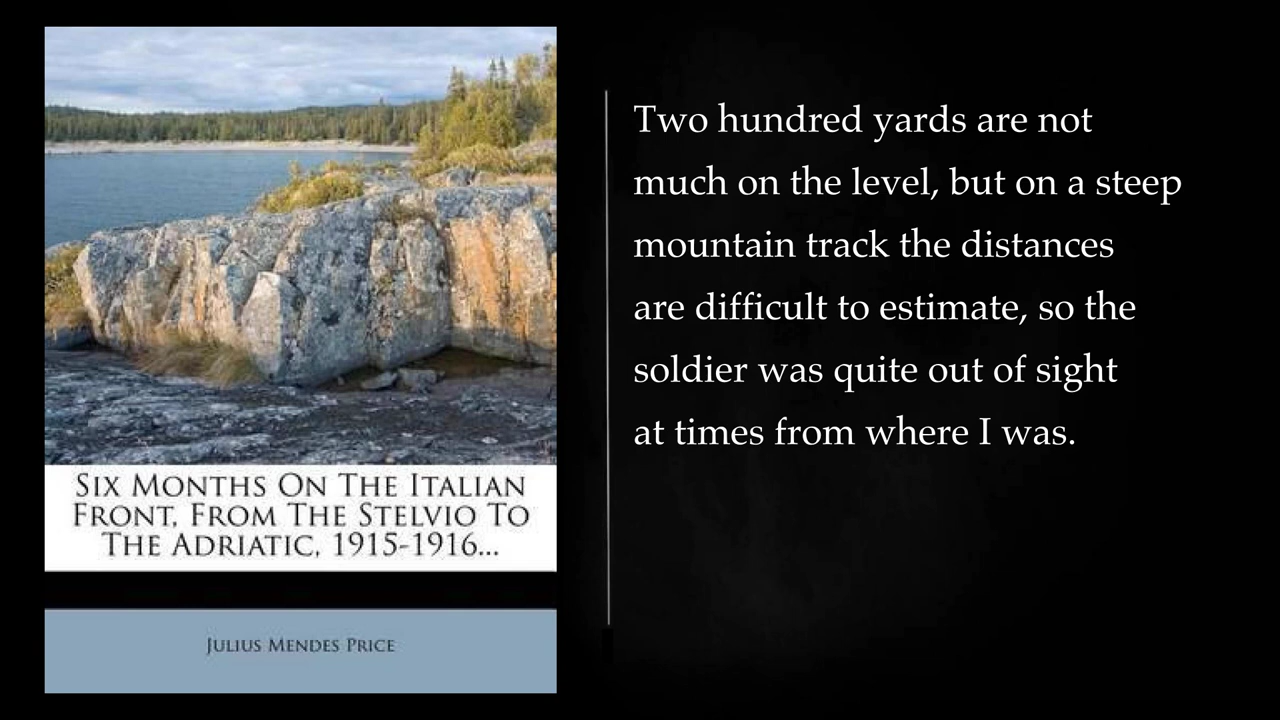 Six Months On The Italian
Front, From The Stelvio To
The Adriatic, 1915-1916...
Julius Mendes Price
Two hundred yards are not
much on the level, but on a steep
mountain track the distances
are difficult to estimate, so the
soldier was quite out of sight
at times from where I was.